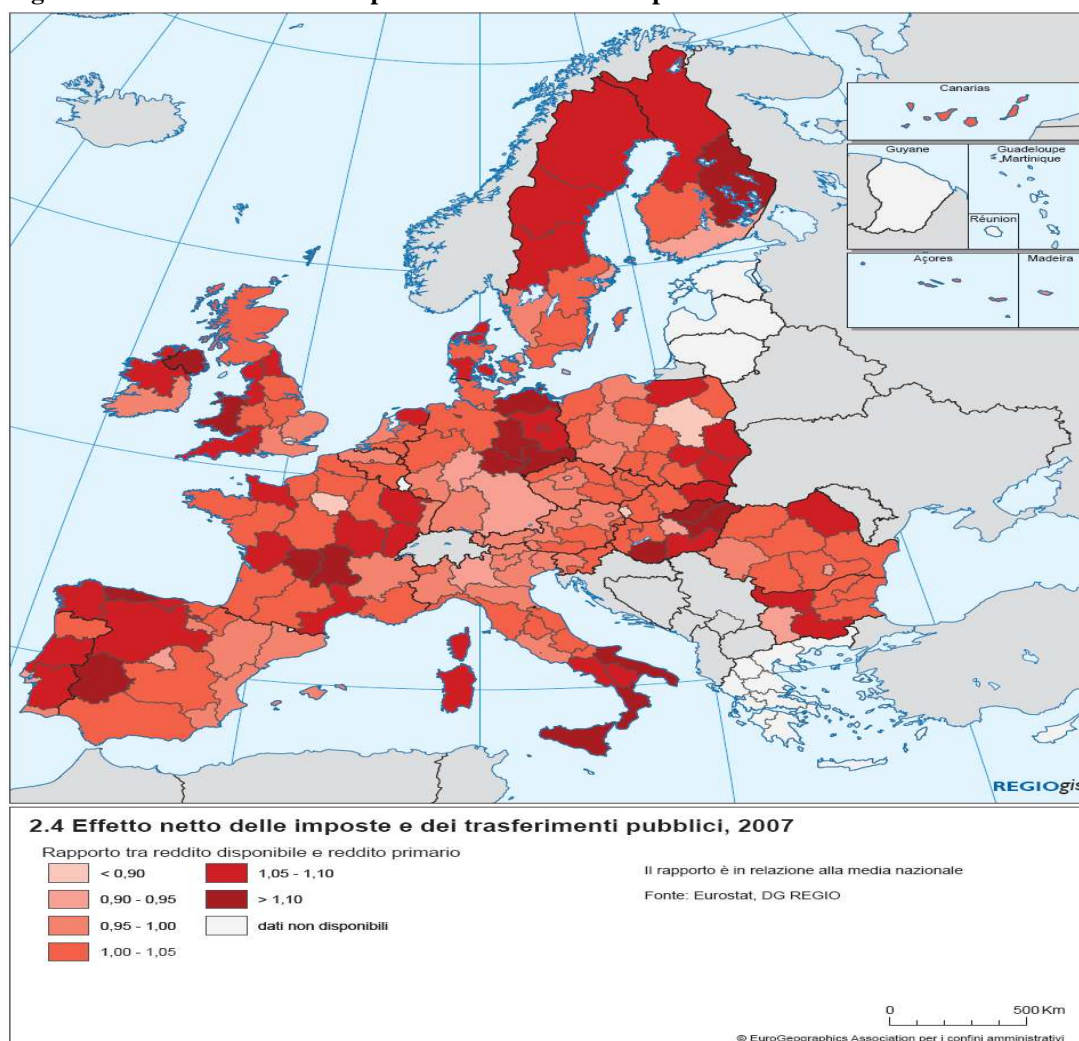 Canarias
Guyane
Guadeloupe
Martinique
Réunion
Açores
Madeira
REGIOgis
2.4 Effetto netto delle imposte e dei trasferimenti pubblici, 2007
Rapporto tra reddito disponibile e reddito primario
< 0,90
0,90 - 0,95
0,95 - 1,00
1,00 - 1,05
1,05 - 1,10
> 1,10
dati non disponibili
Il rapporto è in relazione alla media nazionale
Fonte: Eurostat, DG REGIO
0 500 Km
© EuroGeographics Association per i confini amministrativi